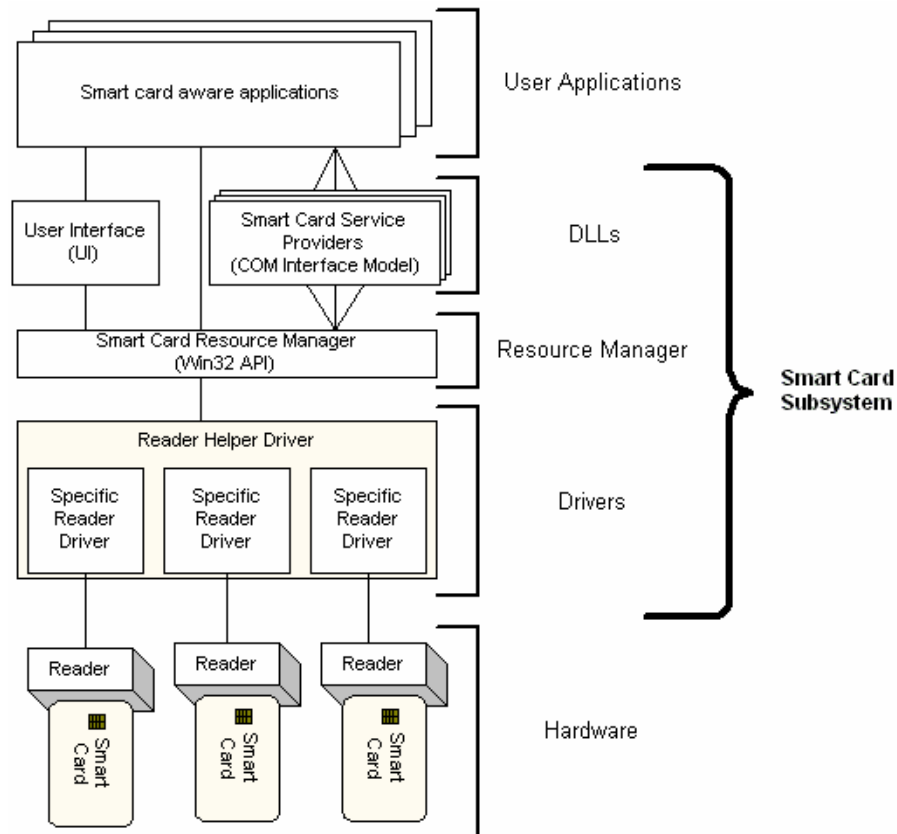 Smart card aware applications
User Applications
User Interface
(UI)
Smart Card Service
Providers
(COM Interface Model)
DLLs
Smart Card Resource Manager
(Win32 API)
Resource Manager
Smart Card
Subsystem
Reader Helper Driver
Specific
Reader
Driver
Specific
Reader
Driver
Specific
Reader
Driver
Drivers
Reader
Reader
Reader
Smart
Card
Smart
Card
Smart
Card
Hardware